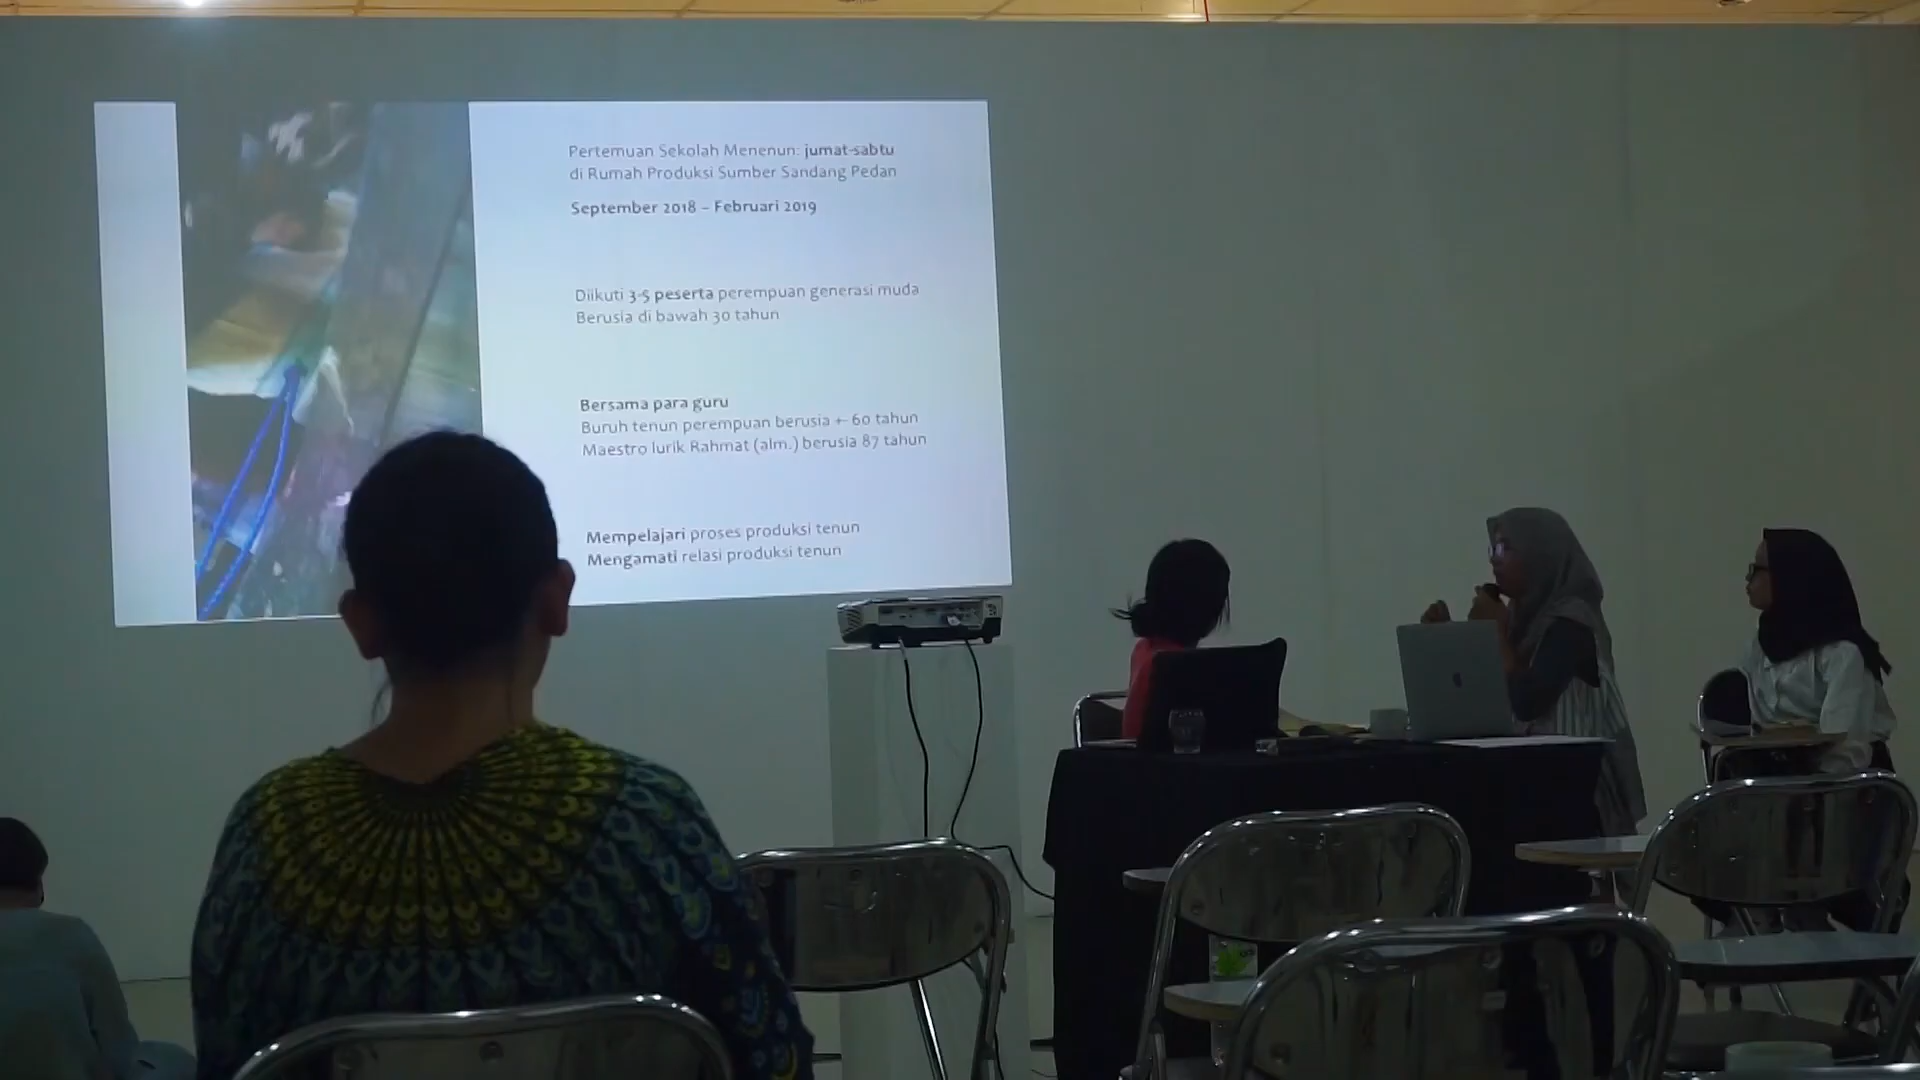 Pertemuan Sekolah Menenun: jumat-sabtu
di Rumah Produksi Sumber Sandang Pedan
September 2018 – Februari 2019
Diikuti 3-5 peserta perempuan generasi muda
Berusia di bawah 30 tahun
Bersama para guru
Buruh tenun perempuan berusia +- 60 tahun
Maestro lurik Rahmat (alm.) berusia 87 tahun
Mempelajari proses produksi tenun
Mengamati relasi produksi tenun